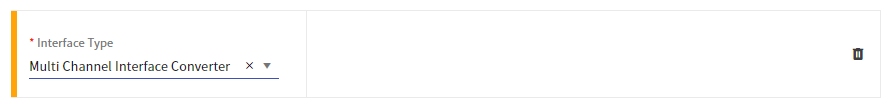 * Interface Type
Multi Channel Interface Converter